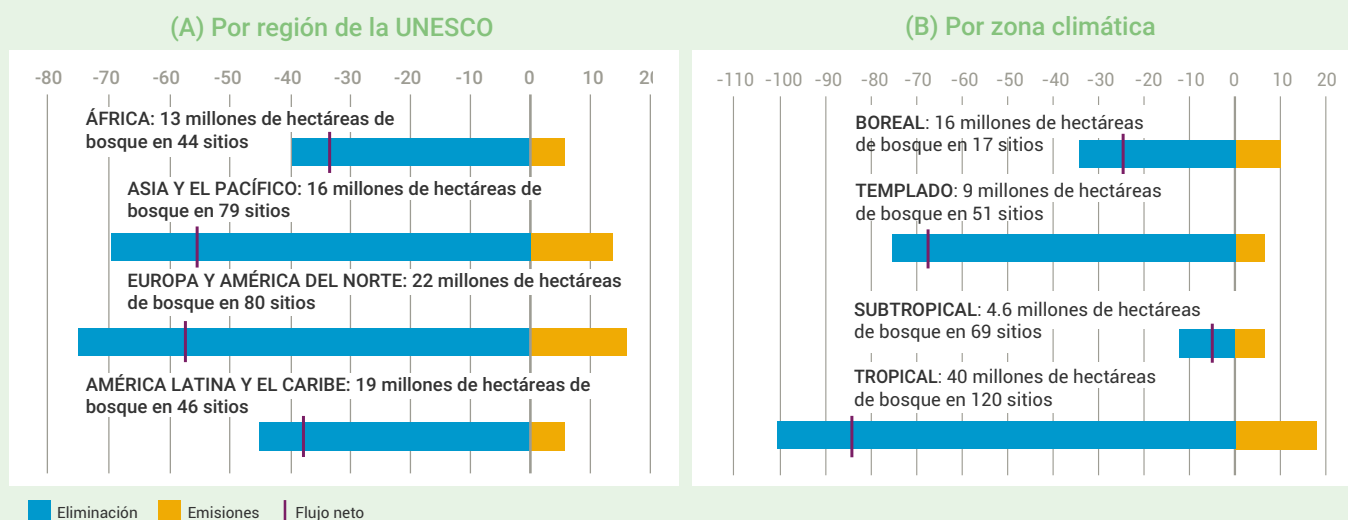 (A) Por región de la UNESCO
-80 -70 -60 -50 -40 -30 -20 -10 0 10 20
ÁFRICA: 13 millones de hectáreas de
bosque en 44 sitios
ASIA Y EL PACÍFICO: 16 millones de hectáreas de
bosque en 79 sitios
EUROPA Y AMÉRICA DEL NORTE: 22 millones de hectáreas
de bosque en 80 sitios
AMÉRICA LATINA Y EL CARIBE: 19 millones de hectáreas de
bosque en 46 sitios
(B) Por zona climática
-110 -100 -90 -80 -70 -60 -50 -40 -30 -20 -10 0 10 20
BOREAL: 16 millones de hectáreas
de bosque en 17 sitios
TEMPLADO: 9 millones de hectáreas
de bosque en 51 sitios
SUBTROPICAL: 4.6 millones de hectáreas
de bosque en 69 sitios
TROPICAL: 40 millones de hectáreas
de bosque en 120 sitios
Eliminación Emisiones Flujo neto